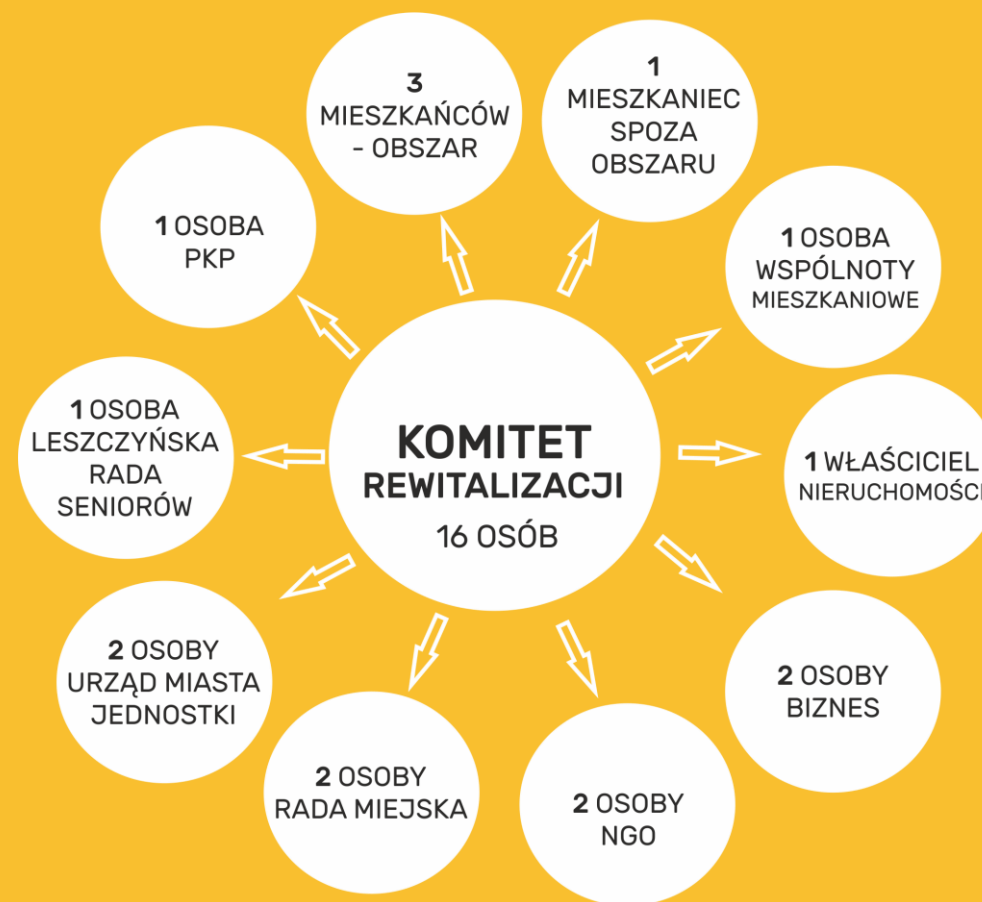 3
MIESZKAŃCÓW
- OBSZAR
1
MIESZKANIEC
SPOZA
OBSZARU
1 OSOBA
WSPÓLNOTY
MIESZKANIOWE
1 WŁAŚCICIEL
NIERUCHOMOŚCI
2 OSOBY
BIZNES
2 OSOBY
NGO
2 OSOBY
RADA MIEJSKA
2 OSOBY
URZĄD MIASTA
JEDNOSTKI
1 OSOBA
LESZCZYŃSKA
RADA
SENIORÓW
1 OSOBA
PKP
KOMITET
REWITALIZACJI
16 OSÓB